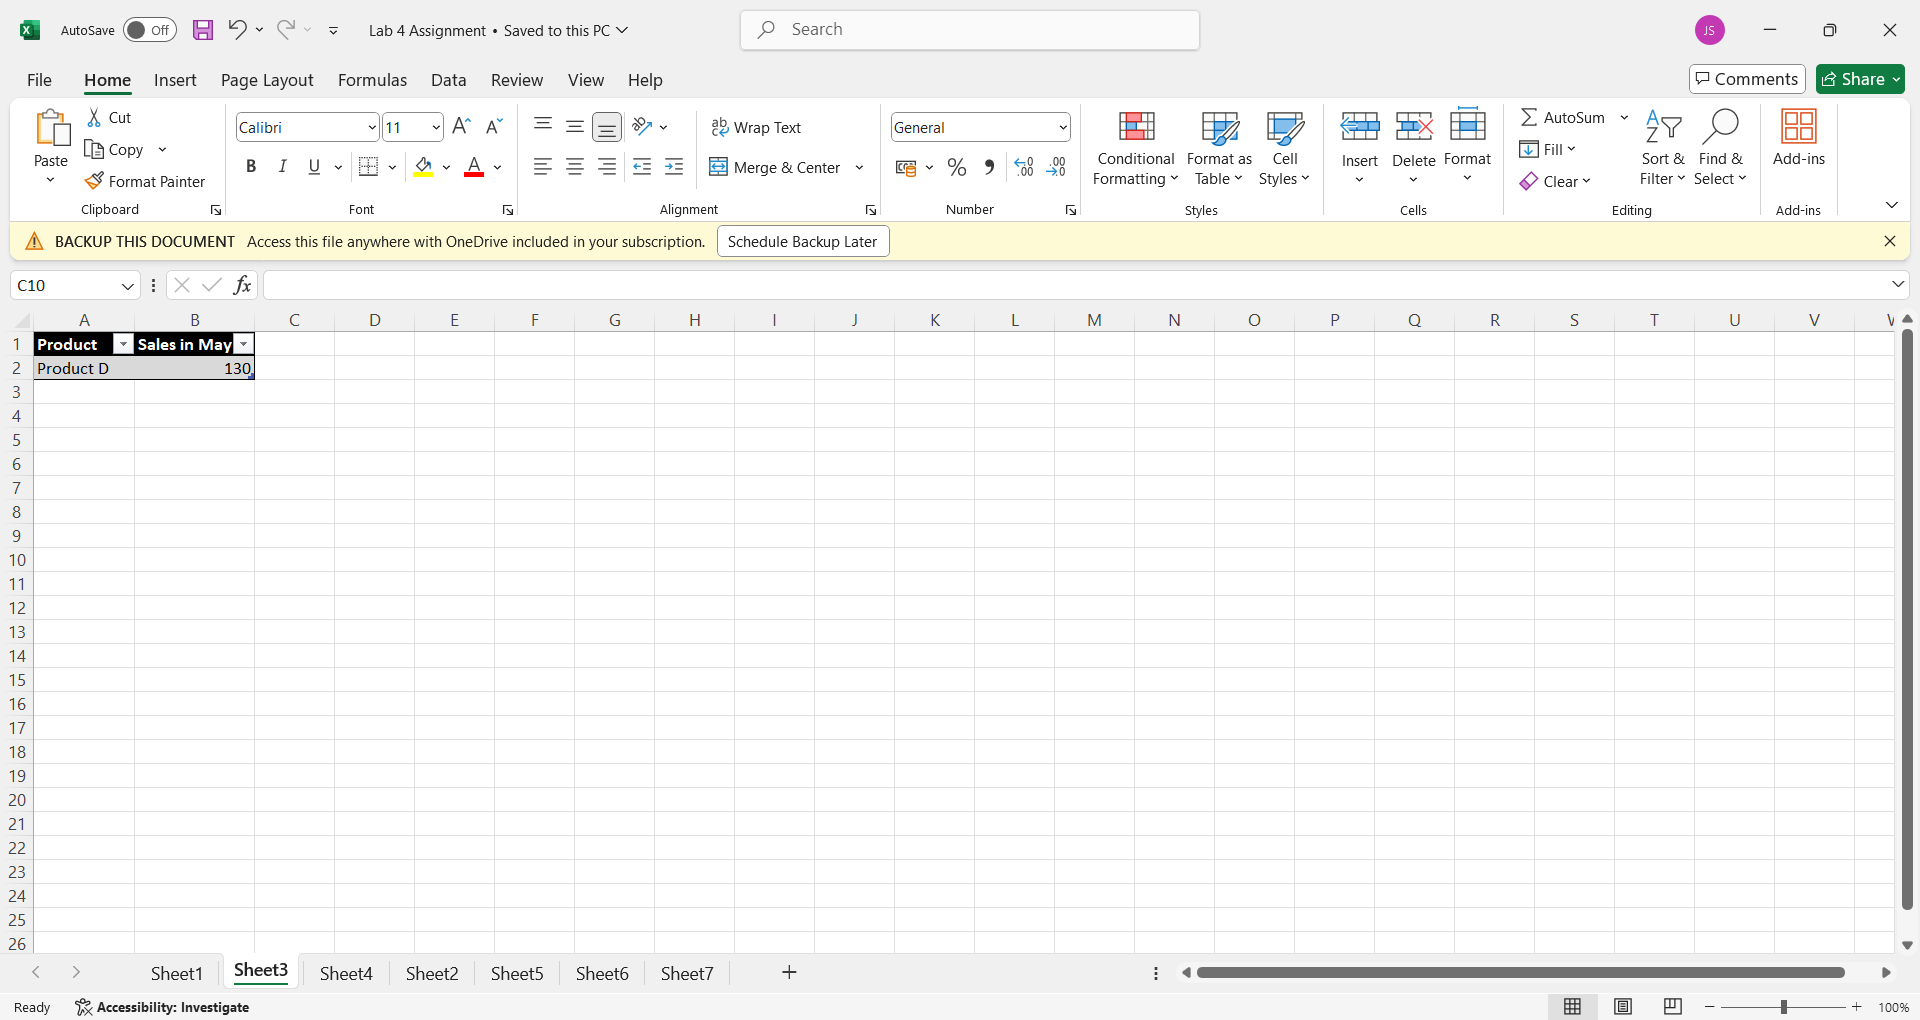 AutoSave Off Lab 4 Assignment • Saved to this PC Search JS
File Home Insert Page Layout Formulas Data Review View Help Comments Share
Paste Cut Copy Format Painter Clipboard
Calibri 11 A A B I U A Font
ab Wrap Text Merge & Center Alignment
General % Number
Conditional Formatting Format as Table Cell Styles Styles
Insert Delete Format Cells
AutoSum Fill Clear Sort & Filter Find & Select Editing
Add-ins Add-ins
BACKUP THIS DOCUMENT Access this file anywhere with OneDrive included in your subscription. Schedule Backup Later
C10 fx
A B C D E F G H I J K L M N O P Q R S T U V
1 Product Sales in May
2 Product D 130
3
4
5
6
7
8
9
10
11
12
13
14
15
16
17
18
19
20
21
22
23
24
25
26
Sheet1 Sheet3 Sheet4 Sheet2 Sheet5 Sheet6 Sheet7 +
Ready Accessibility: Investigate 100%